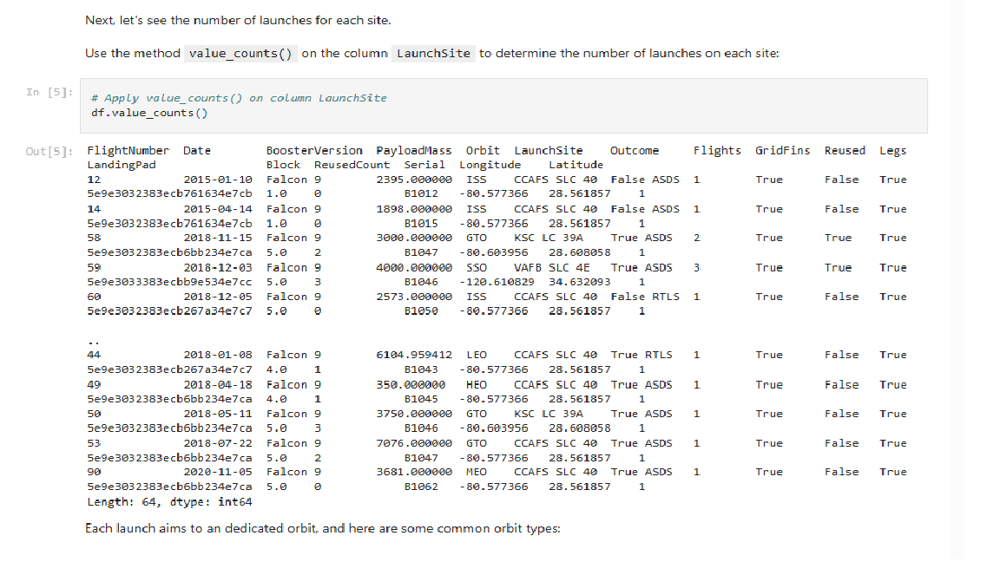 Next, let's see the number of launches for each site.
Use the method value_counts() on the column LaunchSite to determine the number of launches on each site:
In [5]:
# Apply value_counts() on column LaunchSite
df.value_counts()
Out[5]: FlightNumber Date BoosterVersion PayloadMass Orbit LaunchSite Outcome Flights GridFins Reused Legs
LandingPad Block ReusedCount Serial Longitude Latitude
12 2015-01-10 Falcon 9 2395.000000 ISS CCAFS SLC 40 False ASDS 1 True False True
5e9e3032383ecb761634e7cb 1.0 0 B1012 -80.577366 28.561857 1
14 2015-04-14 Falcon 9 1898.000000 ISS CCAFS SLC 40 False ASDS 1 True False True
5e9e3032383ecb761634e7cb 1.0 0 B1015 -80.577366 28.561857 1
58 2018-11-15 Falcon 9 3000.000000 GTO KSC LC 39A True ASDS 2 True True True
5e9e3032383ecb6bb234e7ca 5.0 2 B1047 -80.603956 28.608058 1
59 2018-12-03 Falcon 9 4000.000000 SSO VAFB SLC 4E True ASDS 3 True True True
5e9e3033383ecbb9e534e7cc 5.0 3 B1046 -120.610829 34.632093 1
60 2018-12-05 Falcon 9 2573.000000 ISS CCAFS SLC 40 False RTLS 1 True False True
5e9e3032383ecb267a34e7c7 5.0 0 B1050 -80.577366 28.561857 1
..
44 2018-01-08 Falcon 9 6104.959412 LEO CCAFS SLC 40 True RTLS 1 True False True
5e9e3032383ecb267a34e7c7 4.0 1 B1043 -80.577366 28.561857 1
49 2018-04-18 Falcon 9 350.000000 HEO CCAFS SLC 40 True ASDS 1 True False True
5e9e3032383ecb6bb234e7ca 4.0 1 B1045 -80.577366 28.561857 1
50 2018-05-11 Falcon 9 3750.000000 GTO KSC LC 39A True ASDS 1 True False True
5e9e3032383ecb6bb234e7ca 5.0 3 B1046 -80.603956 28.608058 1
53 2018-07-22 Falcon 9 7076.000000 GTO CCAFS SLC 40 True ASDS 1 True False True
5e9e3032383ecb6bb234e7ca 5.0 2 B1047 -80.577366 28.561857 1
90 2020-11-05 Falcon 9 3681.000000 MEO CCAFS SLC 40 True ASDS 1 True False True
5e9e3032383ecb6bb234e7ca 5.0 0 B1062 -80.577366 28.561857 1
Length: 64, dtype: int64
Each launch aims to an dedicated orbit, and here are some common orbit types: